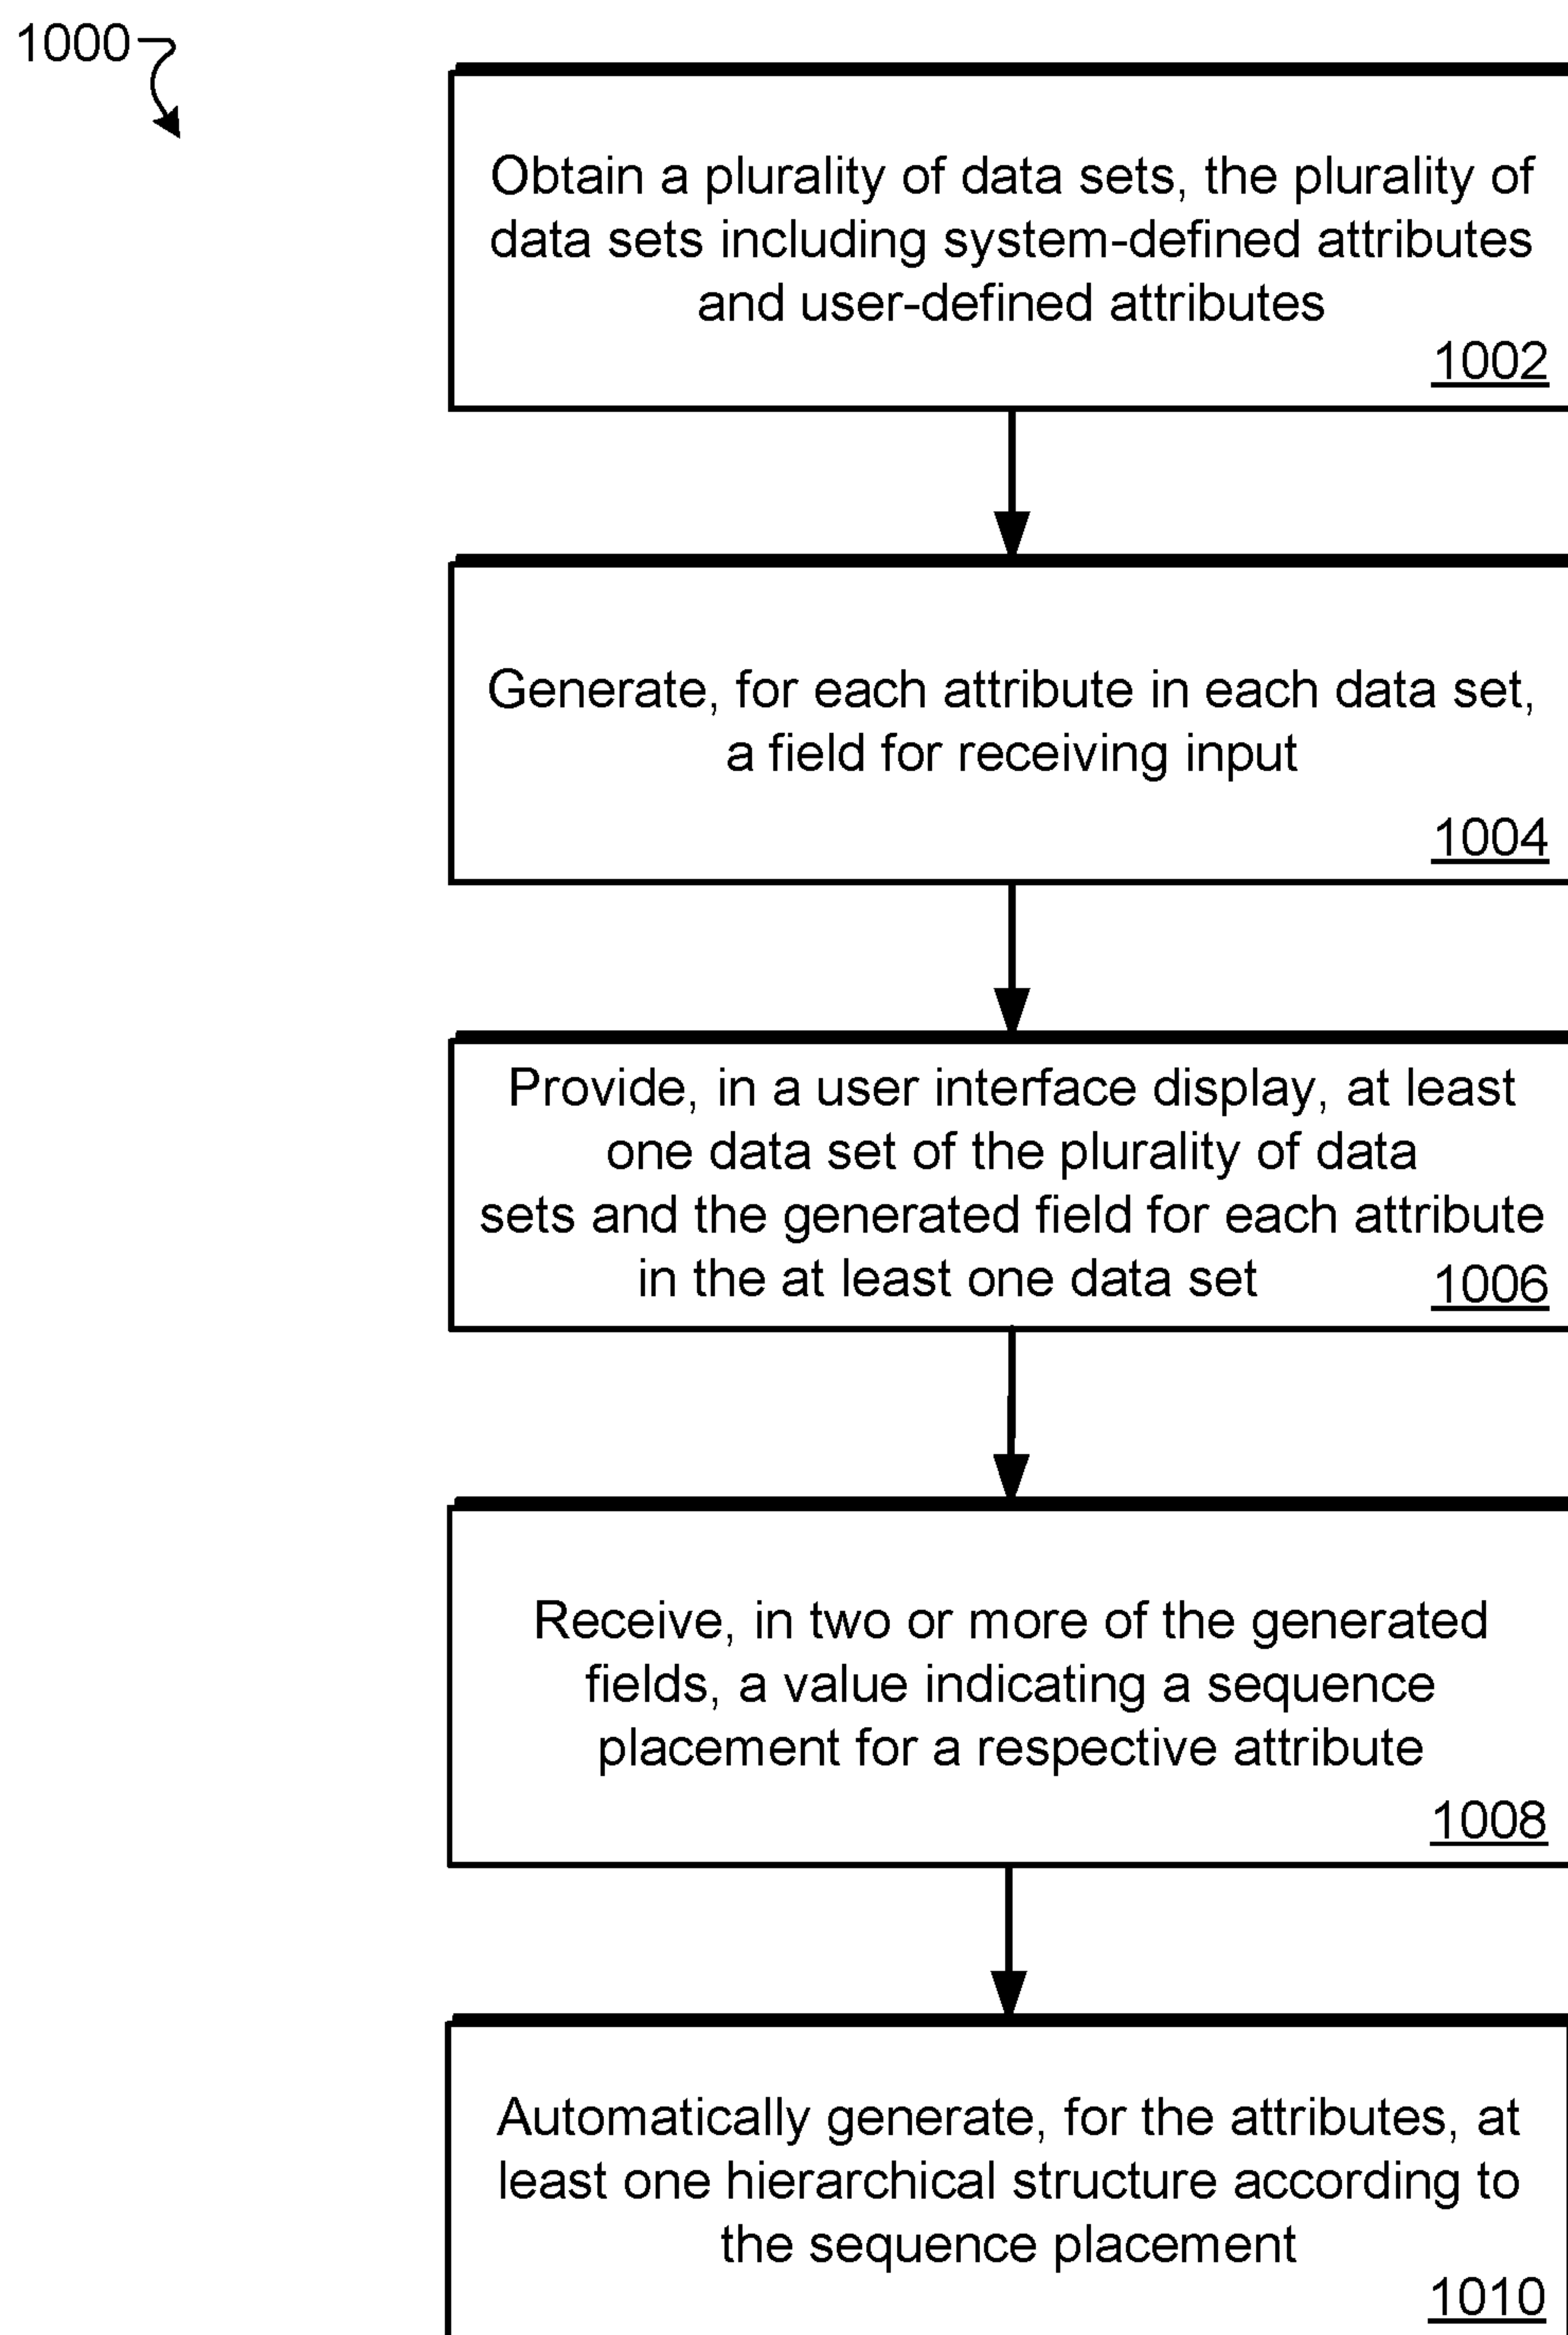 1000
Obtain a plurality of data sets, the plurality of
data sets including system-defined attributes
and user-defined attributes
1002
Generate, for each attribute in each data set,
a field for receiving input
1004
Provide, in a user interface display, at least
one data set of the plurality of data
sets and the generated field for each attribute
in the at least one data set
1006
Receive, in two or more of the generated
fields, a value indicating a sequence
placement for a respective attribute
1008
Automatically generate, for the attributes, at
least one hierarchical structure according to
the sequence placement
1010